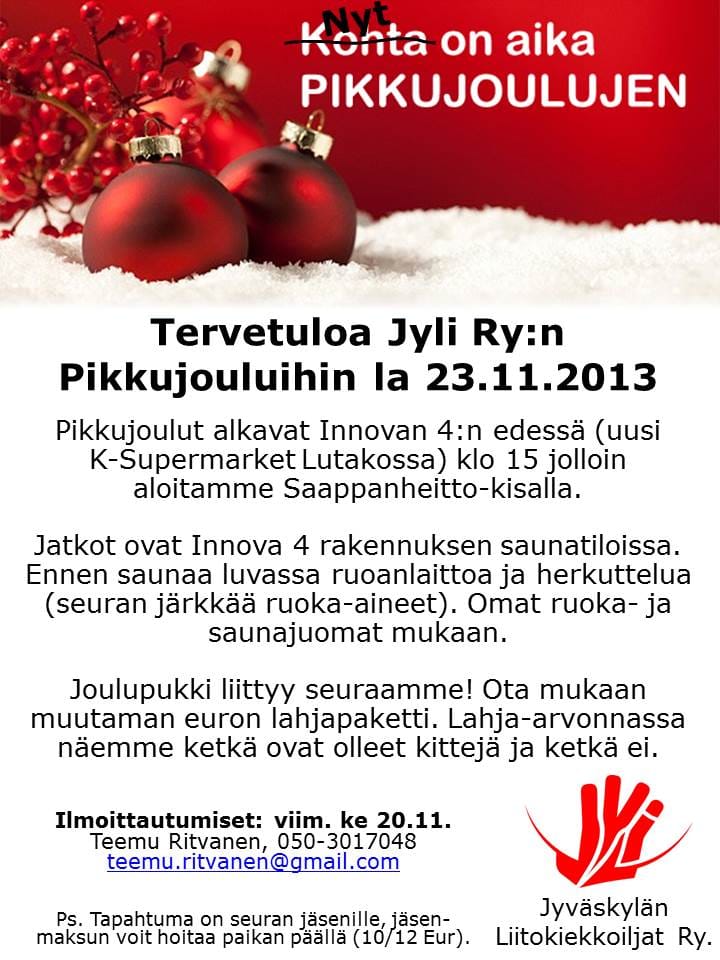 Nyt
Kohta on aika
PIKKUJOULUJEN
Tervetuloa Jyli Ry:n
Pikkujouluihin la 23.11.2013
Pikkujoulut alkavat Innovan 4:n edessä (uusi
K-Supermarket Lutakossa) klo 15 jolloin
aloitamme Saappanheitto-kisalla.
Jatkot ovat Innova 4 rakennuksen saunatiloissa.
Ennen saunaa luvassa ruoanlaittoa ja herkuttelua
(seuran järkkää ruoka-aineet). Omat ruoka- ja
saunajuomat mukaan.
Joulupukki liittyy seuraamme! Ota mukaan
muutaman euron lahjapaketti. Lahja-arvonnassa
näemme ketkä ovat olleet kittejä ja ketkä ei.
Ilmoittautumiset: viim. ke 20.11.
Teemu Ritvanen, 050-3017048
teemu.ritvanen@gmail.com
Ps. Tapahtuma on seuran jäsenille, jäsen-
maksun voit hoitaa paikan päällä (10/12 Eur).
JYLi
Jyväskylän
Liitokiekkoiljat Ry.